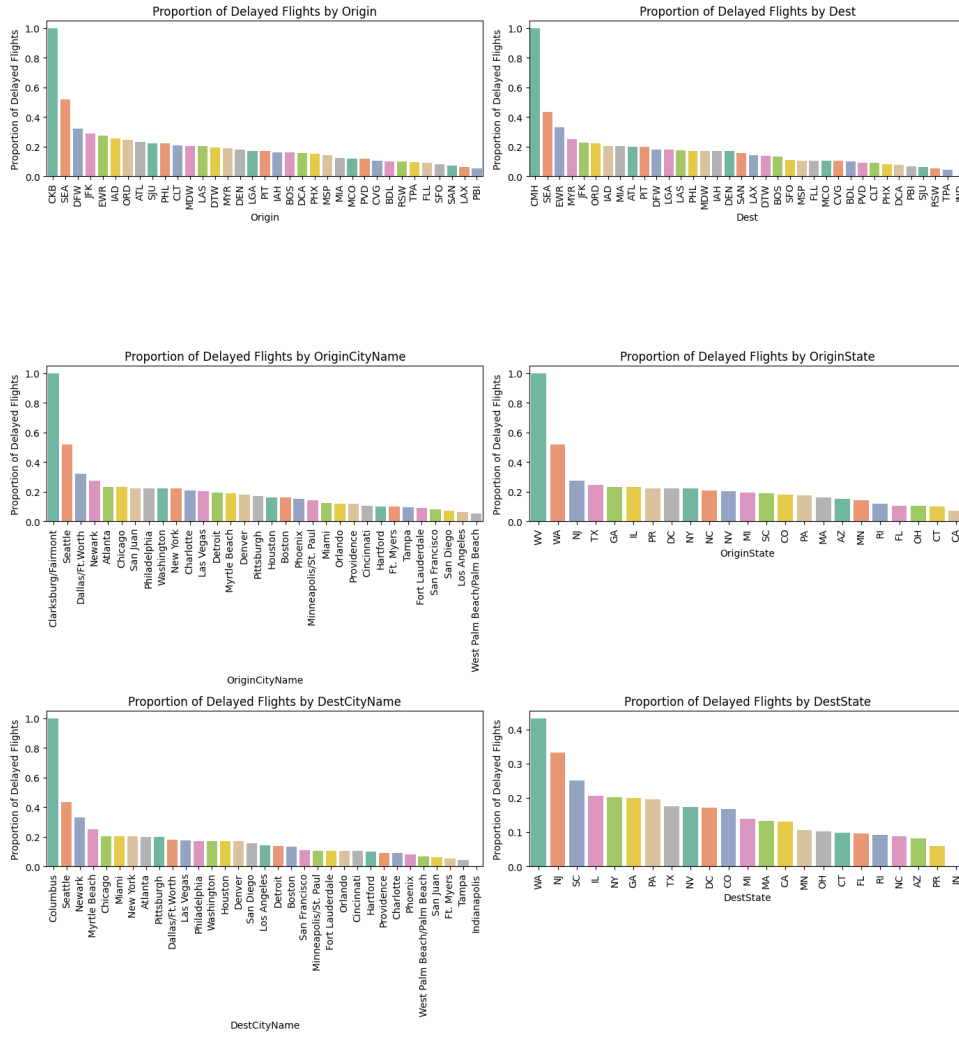 Proportion of Delayed Flights by Origin
Proportion of Delayed Flights
1.0
0.8
0.6
0.4
0.2
0.0
CKB SEA DFW JFK EWR IAD ORD ATL SJU PHL CLT MDW LAS DTW MYR DEN LGA PIT IAH BOS DCA PHX MSP MIA MCO PVD CVG BDL RSW TPA FLL SFO SAN LAX PBI
Origin
Proportion of Delayed Flights by Dest
Proportion of Delayed Flights
1.0
0.8
0.6
0.4
0.2
0.0
CMH SEA EWR MYR JFK ORD IAD MIA ATL PIT DFW LGA LAS PHL MDW IAH DEN SAN LAX DTW BOS SFO MSP FLL MCO CVG BDL PVD CLT PHX DCA PBI SJU RSW TPA IND
Dest
Proportion of Delayed Flights by OriginCityName
Proportion of Delayed Flights
1.0
0.8
0.6
0.4
0.2
0.0
Clarksburg/Fairmont
Seattle
Dallas/Ft.Worth
Newark
Atlanta
Chicago
San Juan
Philadelphia
Washington
New York
Charlotte
Las Vegas
Detroit
Myrtle Beach
Denver
Pittsburgh
Houston
Boston
Phoenix
Minneapolis/St. Paul
Miami
Orlando
Providence
Cincinnati
Hartford
Ft. Myers
Tampa
Fort Lauderdale
San Francisco
San Diego
Los Angeles
West Palm Beach/Palm Beach
OriginCityName
Proportion of Delayed Flights by OriginState
Proportion of Delayed Flights
1.0
0.8
0.6
0.4
0.2
0.0
WV WA NJ TX GA IL PR DC NY NC NV MI SC CO PA MA AZ MN RI FL OH CT CA
OriginState
Proportion of Delayed Flights by DestCityName
Proportion of Delayed Flights
1.0
0.8
0.6
0.4
0.2
0.0
Columbus
Seattle
Newark
Myrtle Beach
Chicago
Miami
New York
Atlanta
Pittsburgh
Dallas/Ft.Worth
Las Vegas
Philadelphia
Washington
Houston
Denver
San Diego
Los Angeles
Detroit
Boston
San Francisco
Minneapolis/St. Paul
Fort Lauderdale
Orlando
Cincinnati
Hartford
Providence
Charlotte
Phoenix
West Palm Beach/Palm Beach
San Juan
Ft. Myers
Tampa
Indianapolis
DestCityName
Proportion of Delayed Flights by DestState
Proportion of Delayed Flights
0.4
0.3
0.2
0.1
0.0
WA NJ SC IL NY GA PA TX NV DC CO MI MA CA MN OH CT FL RI NC AZ PR IN
DestState